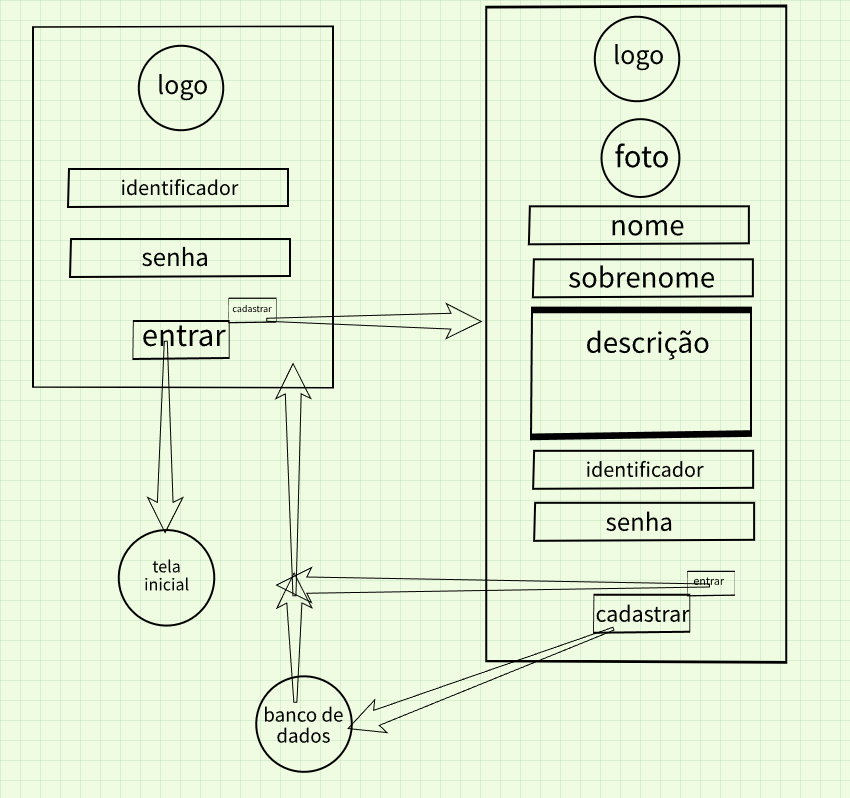 logo
identificador
senha
cadastrar
entrar
tela
inicial
logo
foto
nome
sobrenome
descrição
identificador
senha
entrar
cadastrar
banco de
dados